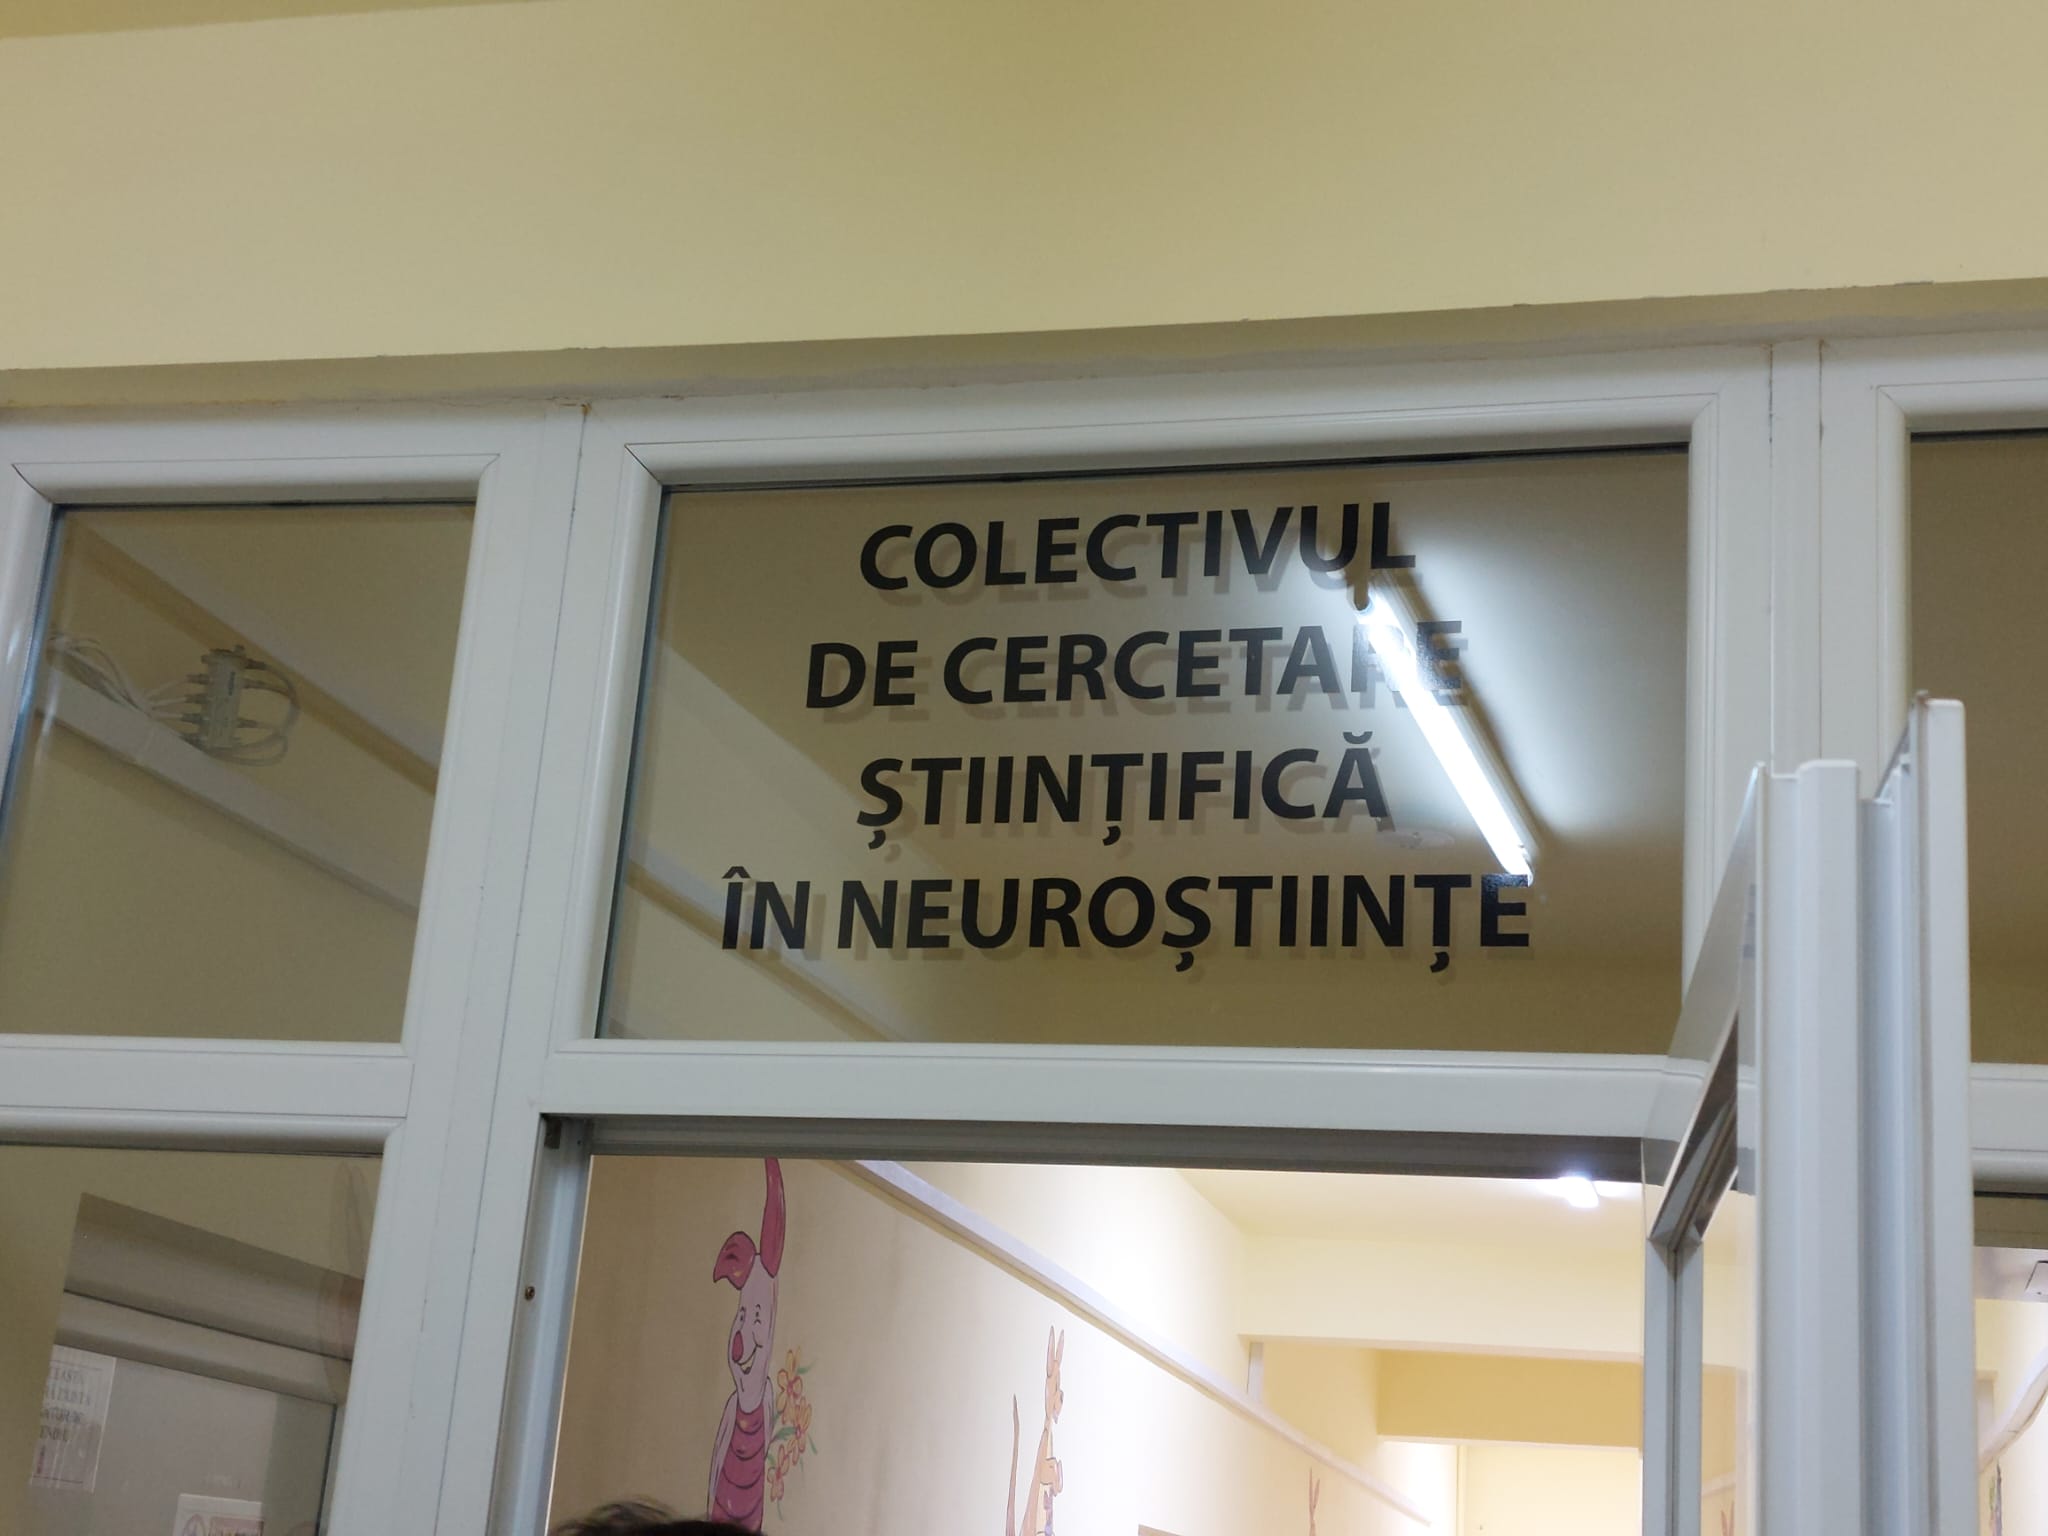 COLECTIVUL
DE CERCETARE
ȘTIINȚIFICĂ
ÎN NEUROȘTIINȚE